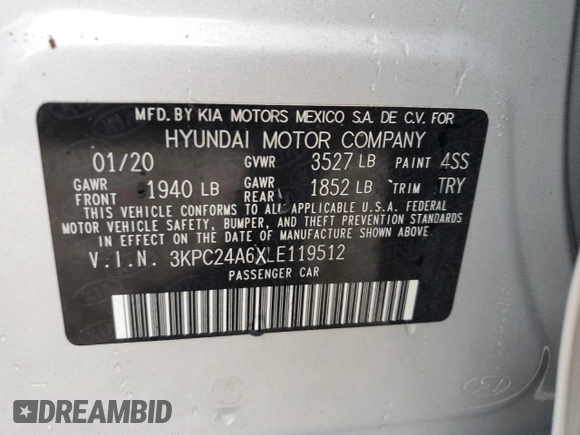 MFD. BY KIA MOTORS MEXICO S.A. DE C.V. FOR
HYUNDAI MOTOR COMPANY
01/20 GVWR 3527 LB PAINT 4SS
GAWR FRONT 1940 LB GAWR REAR 1852 LB TRIM TRY
THIS VEHICLE CONFORMS TO ALL APPLICABLE U.S.A. FEDERAL
MOTOR VEHICLE SAFETY, BUMPER, AND THEFT PREVENTION STANDARDS
IN EFFECT ON THE DATE OF MANUFACTURE SHOWN ABOVE.
V.I.N. 3KPC24A6XLE119512
PASSENGER CAR
DREAMBID